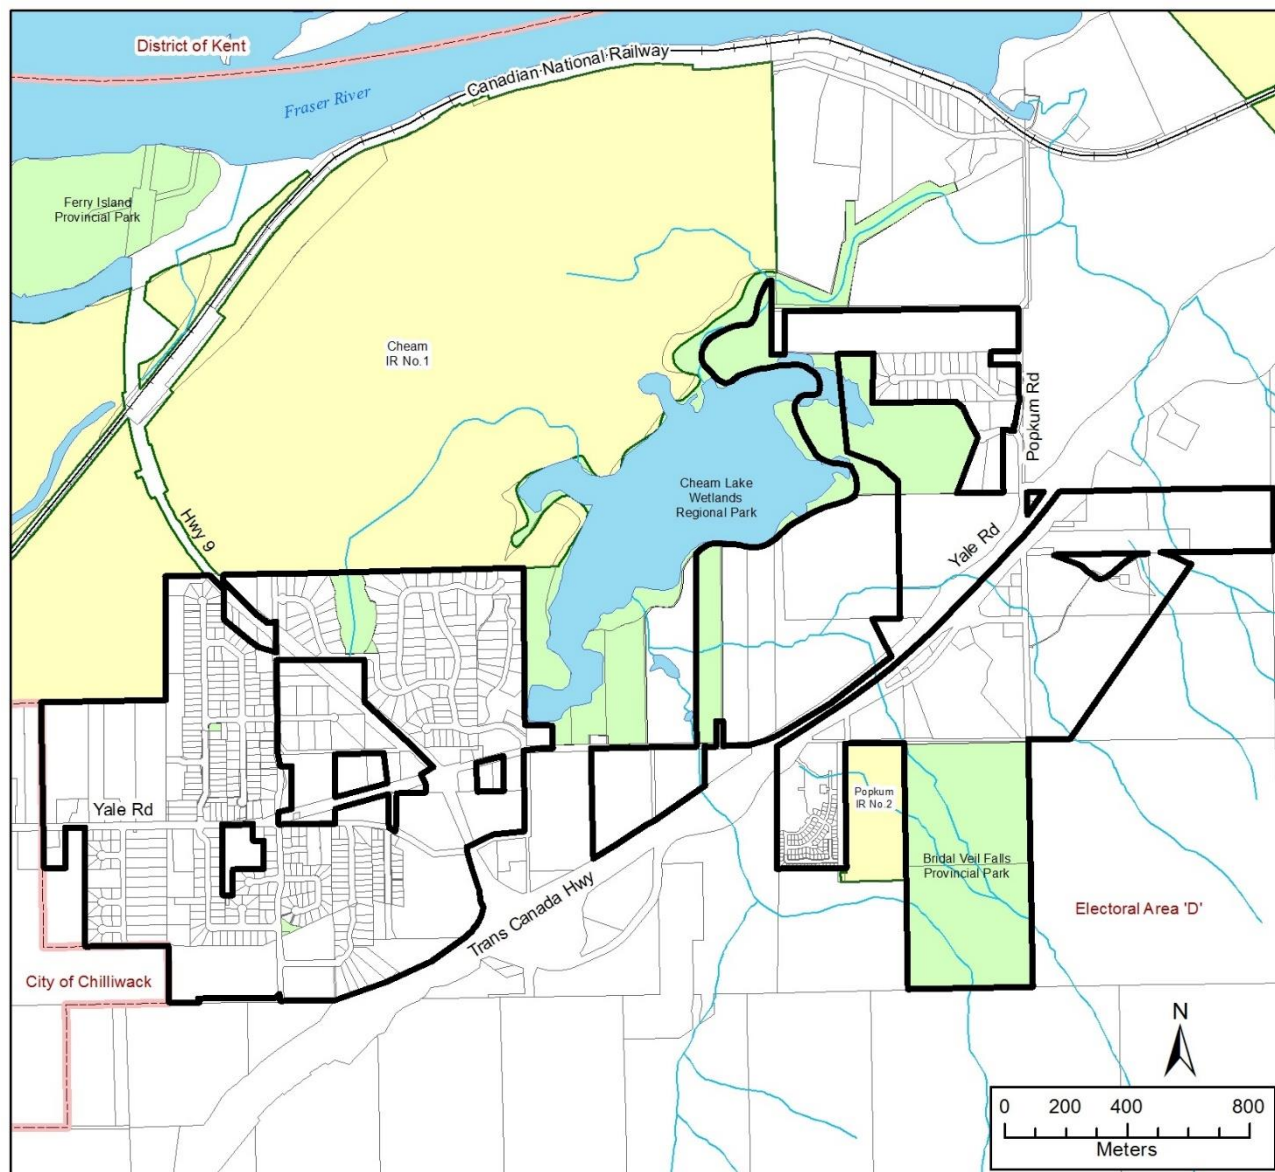 District of Kent
Canadian National Railway
Fraser River
Ferry Island
Provincial Park
Cheam
IR No.1
Popkum Rd
Cheam Lake
Wetlands
Regional Park
Hwy 9
Yale Rd
Yale Rd
Popkum
IR No.2
Bridal Veil Falls
Provincial Park
Trans Canada Hwy
Electoral Area 'D'
City of Chilliwack
N
0 200 400 800
Meters